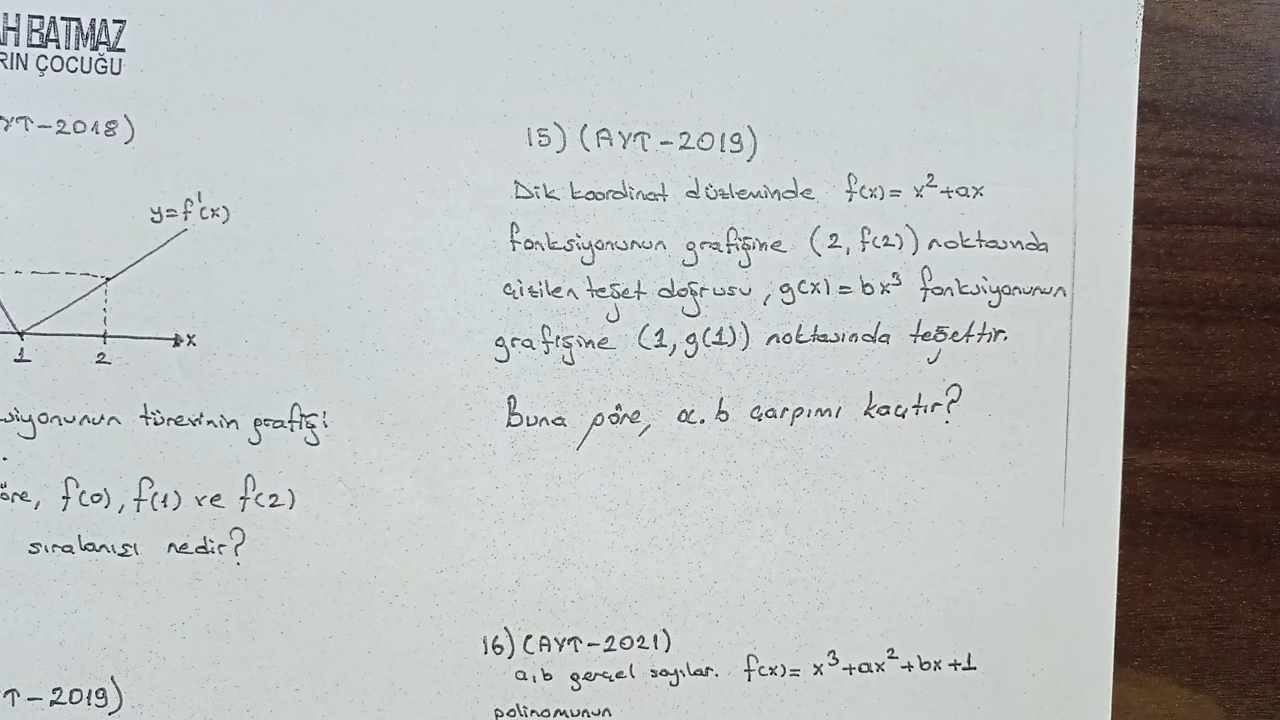 H BATMAZ
RIN ÇOCUĞU
YT-2018)
y=f'(x)
1
2
x
siyonunun türevinin grafiği
öre, f(0), f(1) ve f(2)
sıralanışı nedir?
T-2019)
15) (AYT-2019)
Dik koordinat düzleminde f(x)= x²+ax
fonksiyonunun grafiğine (2, f(2)) noktasında
çizilen teğet doğrusu, g(x)=bx³ fonksiyonunun
grafiğine (1, g(1)) noktasında teğettir.
Buna göre, a.b çarpımı kaçtır?
16) (AYT-2021)
a,b gerçel sayılar. f(x)= x³+ax²+bx+1
polinomunun